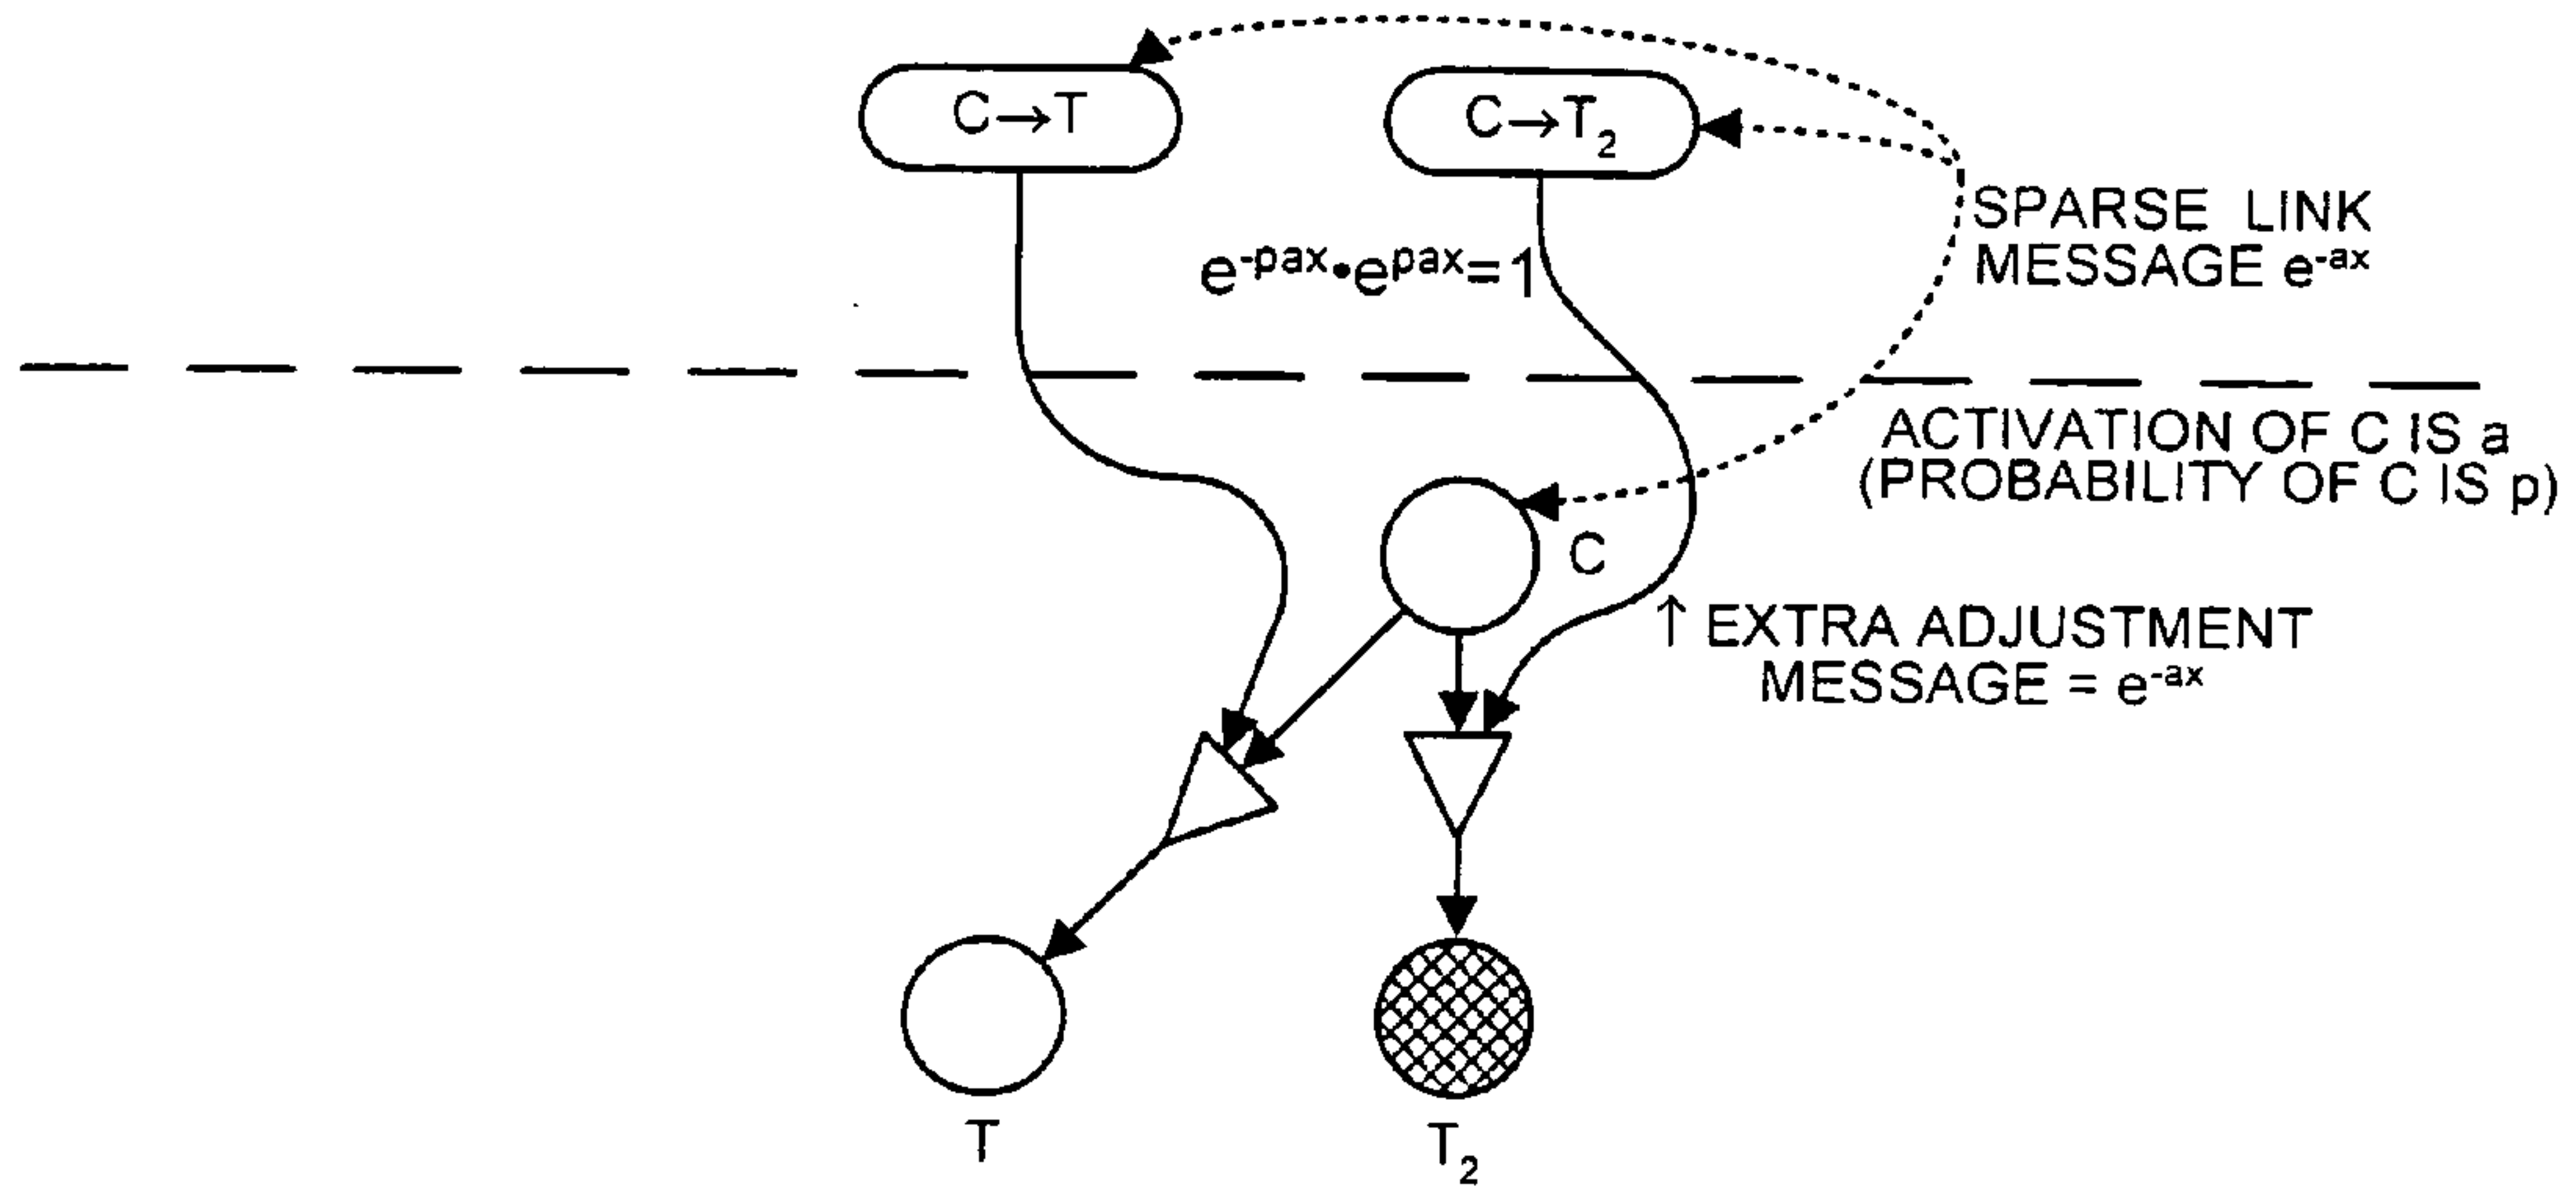 C→T
C→T₂
SPARSE LINK
MESSAGE e⁻ᵃˣ
e⁻ᵖᵃˣ•eᵖᵃˣ=1
ACTIVATION OF C IS a
(PROBABILITY OF C IS p)
C
↑ EXTRA ADJUSTMENT
MESSAGE = e⁻ᵃˣ
T
T₂